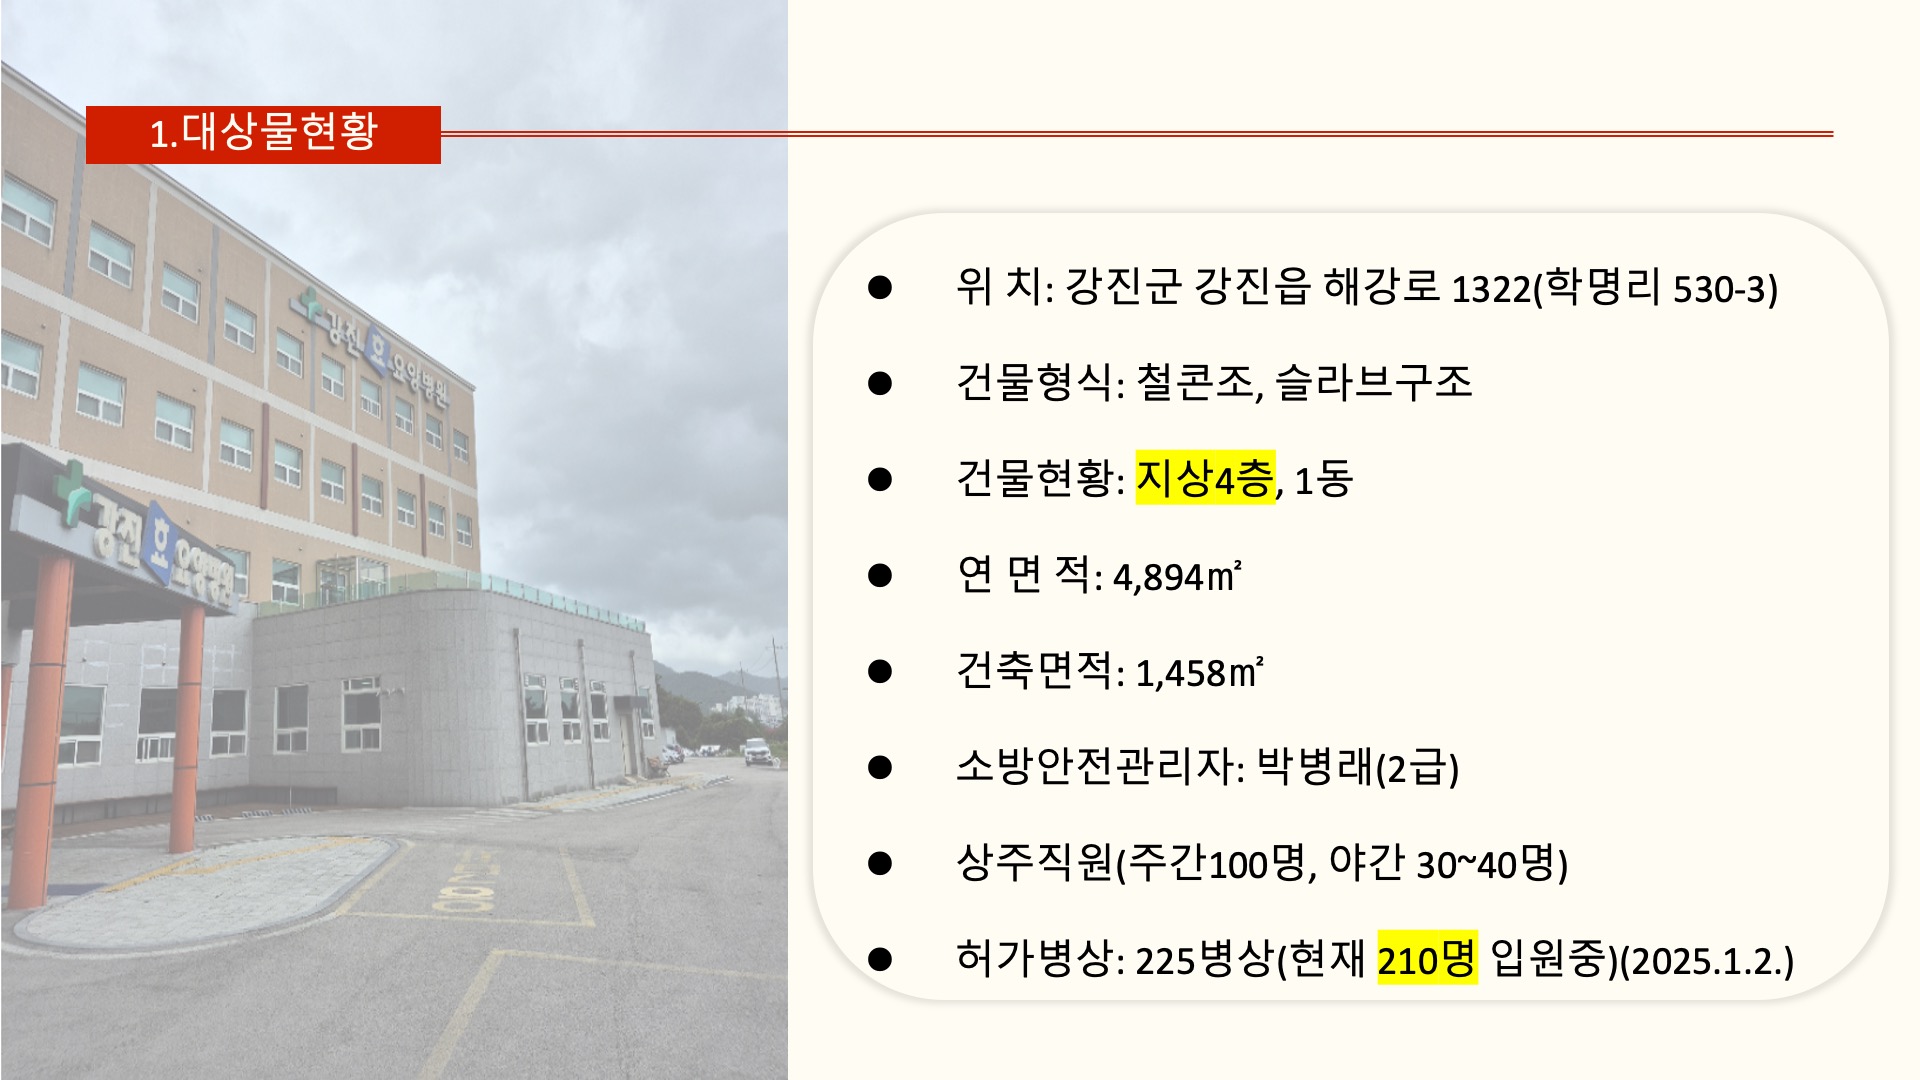 1.대상물현황
위 치: 강진군 강진읍 해강로 1322(학명리 530-3)
건물형식: 철콘조, 슬라브구조
건물현황: 지상4층, 1동
연 면 적: 4,894㎡
건축면적: 1,458㎡
소방안전관리자: 박병래(2급)
상주직원(주간100명, 야간 30~40명)
허가병상: 225병상(현재 210명 입원중)(2025.1.2.)
강진 효 요양병원
강진 효 요양병원